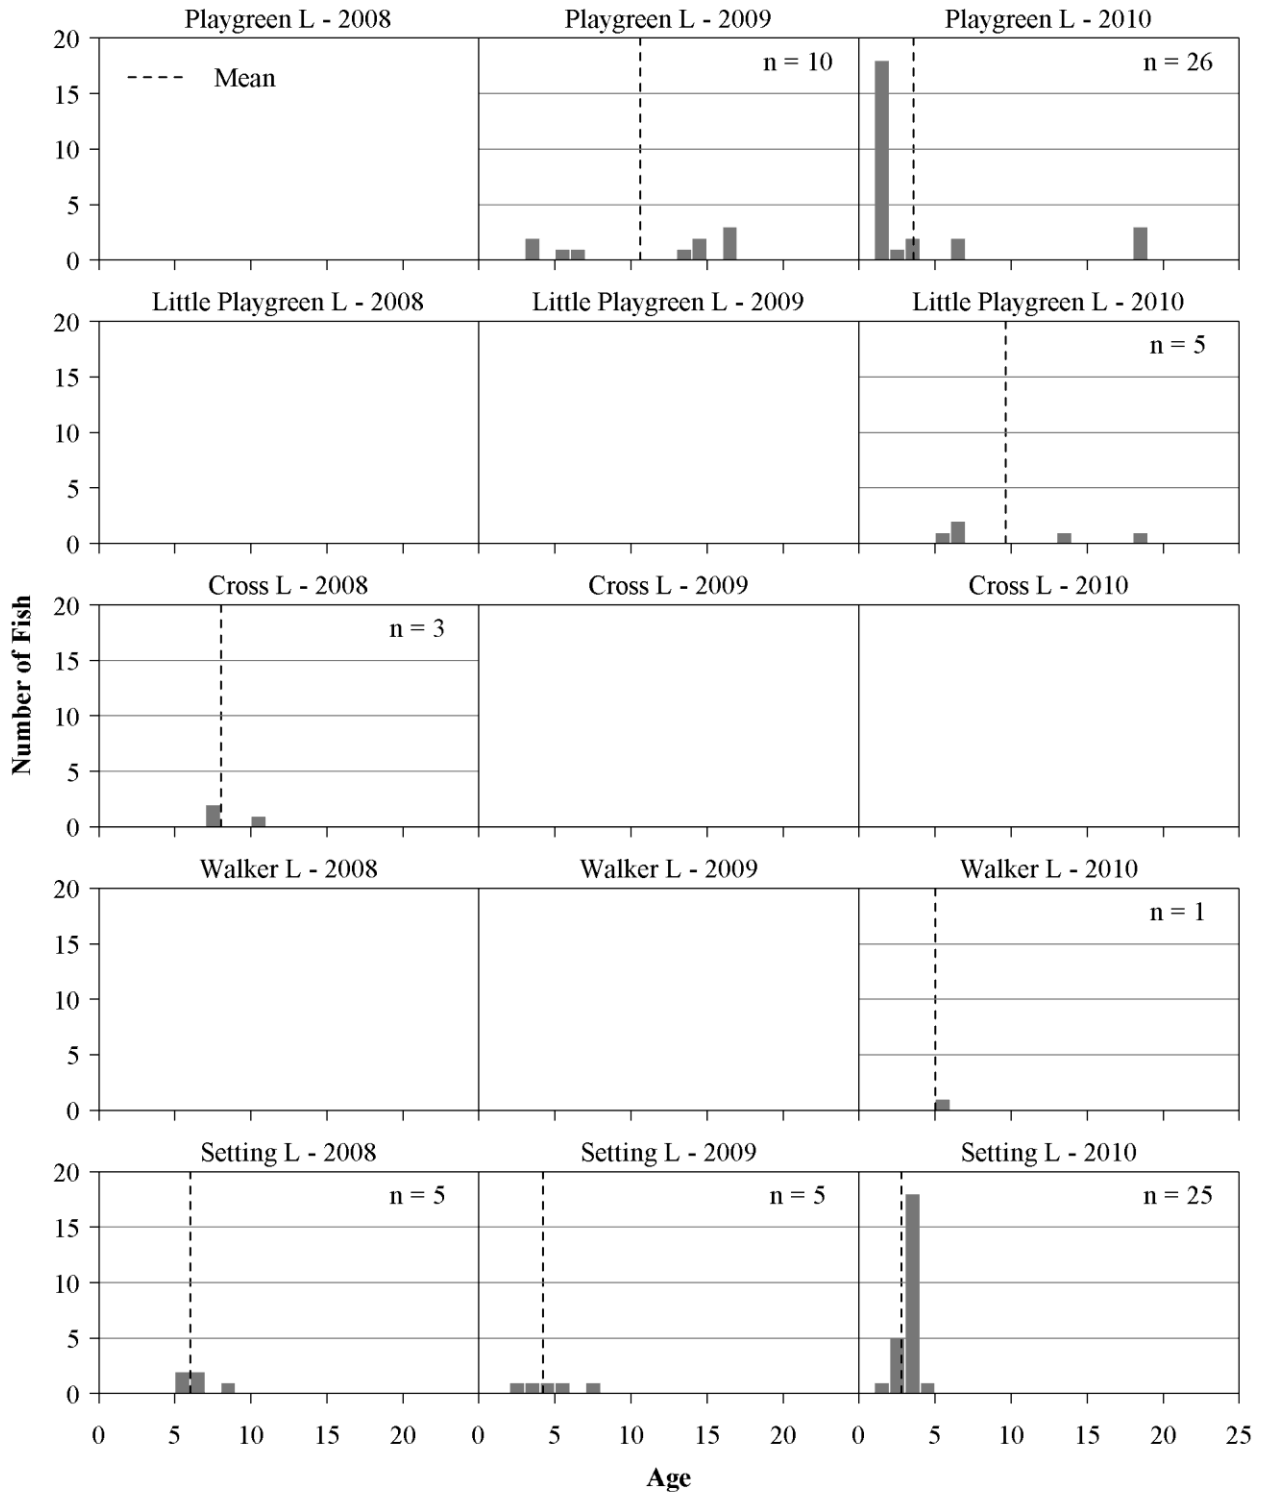 Playgreen L - 2008 Playgreen L - 2009 Playgreen L - 2010
20
Mean n = 10 n = 26
15
10
5
0
Little Playgreen L - 2008 Little Playgreen L - 2009 Little Playgreen L - 2010
20
n = 5
15
10
5
0
Cross L - 2008 Cross L - 2009 Cross L - 2010
20
n = 3
15
10
5
0
Number of Fish
Walker L - 2008 Walker L - 2009 Walker L - 2010
20
n = 1
15
10
5
0
Setting L - 2008 Setting L - 2009 Setting L - 2010
20
n = 5 n = 5 n = 25
15
10
5
0
0 5 10 15 20 0 5 10 15 20 0 5 10 15 20 25
Age